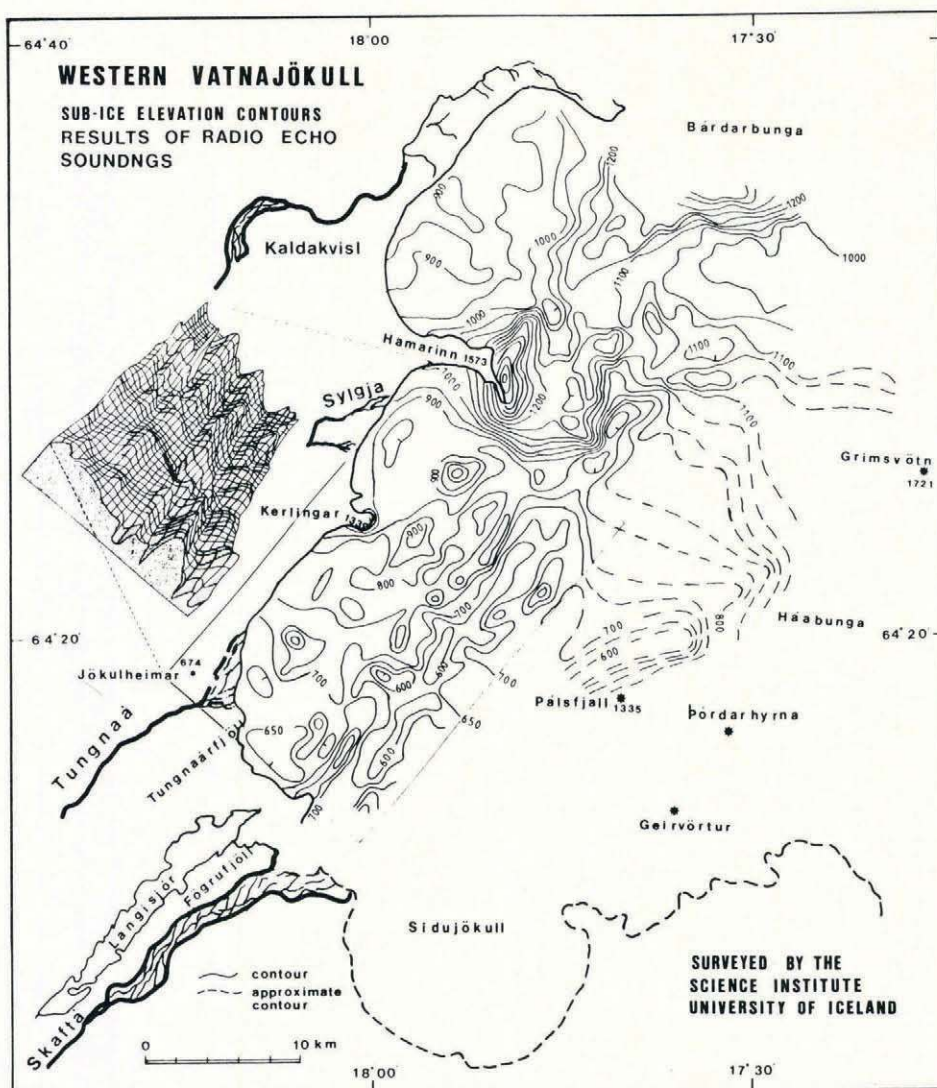 18°00
17°30
64°40
WESTERN VATNAJÖKULL
SUB-ICE ELEVATION CONTOURS
RESULTS OF RADIO ECHO
SOUNDNGS
Bárdarbunga
1200
900
1200
Kaldakvisl
1000
900
1100
1000
1000
1100
Hamarinn 1573
1100
1000
Sylgja
900
1200
1100
Grimsvötn
1721
900
Kerlingar 1339
900
800
700
800
Háabunga
64°20
64°20
674
Jökulheimar
700
700
600
700
600
Pálsfjall 1335
Þórdarhyrna
650
650
Tungnaá
Tungnaárfjöll
600
700
Geirvörtur
Langisjór
Fögrufjöll
Sidujökull
contour
approximate
contour
SURVEYED BY THE
SCIENCE INSTITUTE
UNIVERSITY OF ICELAND
Skaftá
0 10 km
18°00
17°30